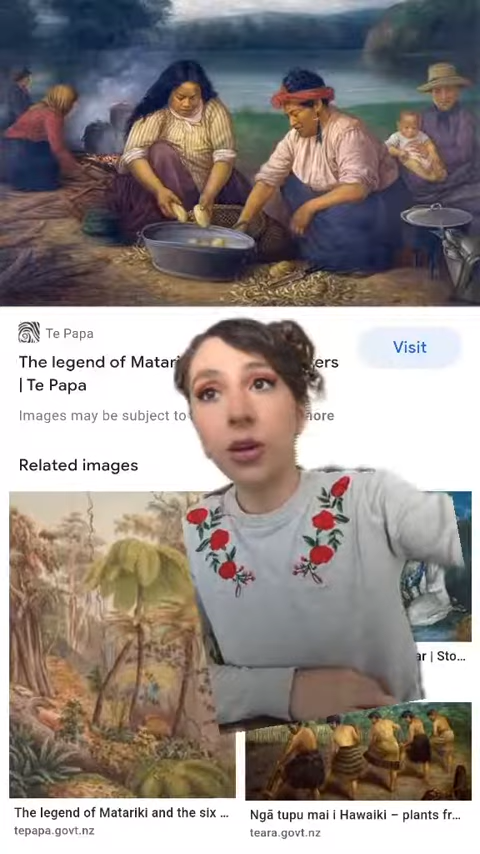 Te Papa
The legend of Matari ers
| Te Papa
Visit
Images may be subject to ore
Related images
ar | Sto...
The legend of Matariki and the six ...
tepapa.govt.nz
Ngā tupu mai i Hawaiki – plants fr...
teara.govt.nz